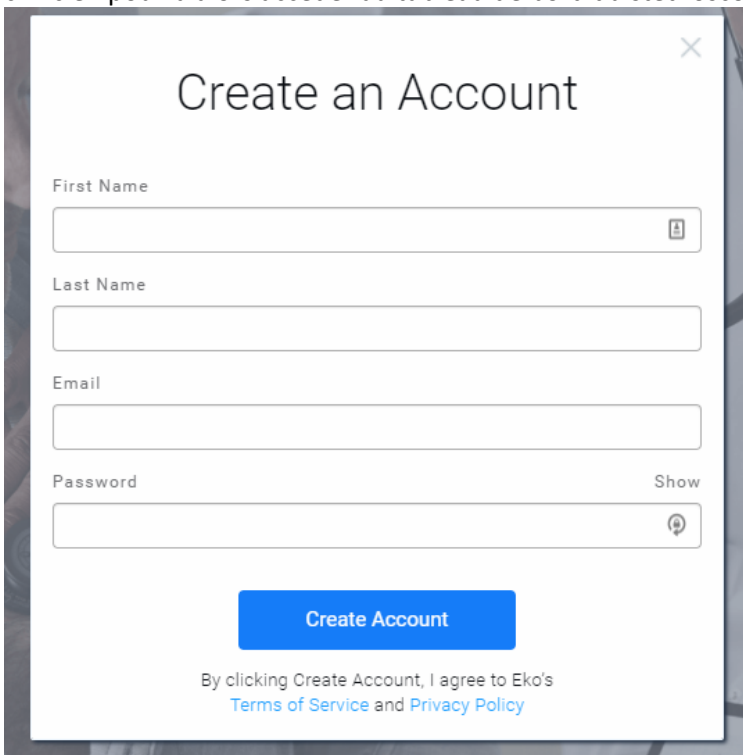 Create an Account
First Name
Last Name
Email
Password Show
Create Account
By clicking Create Account, I agree to Eko's
Terms of Service and Privacy Policy